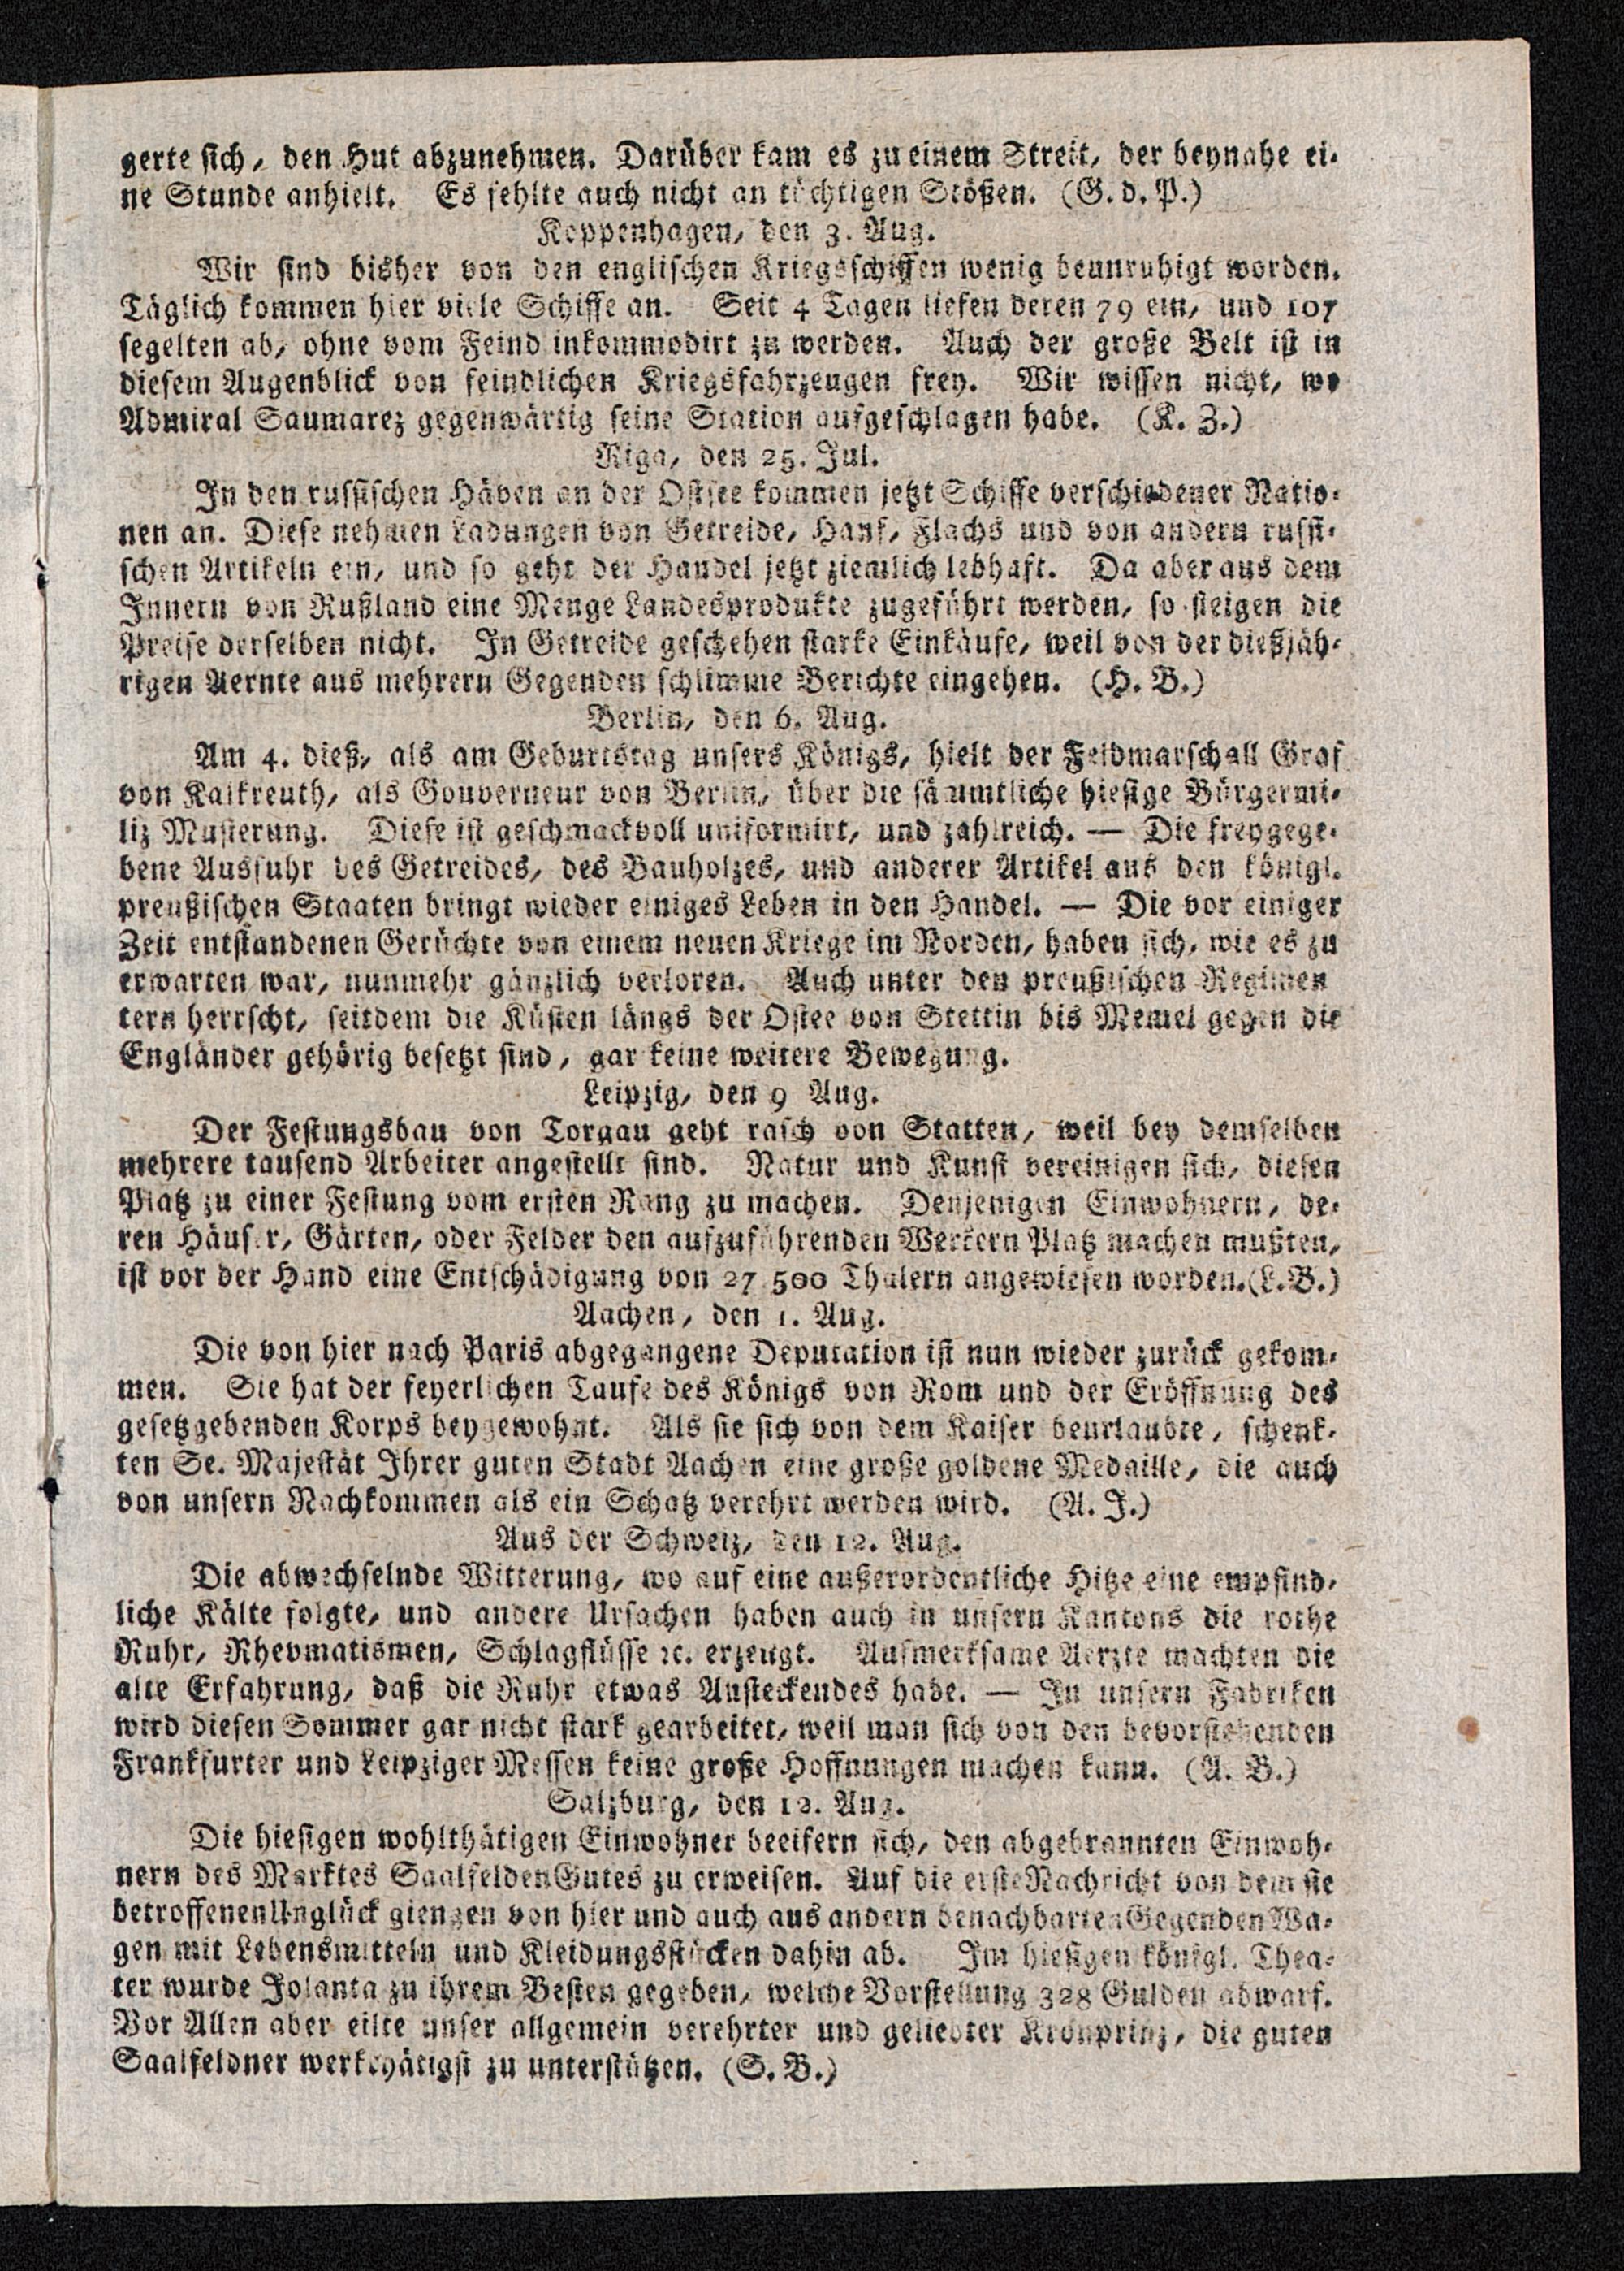 gerte sich, den Hut abzunehmen. Darüber kam es zu einem Streit, der beynahe ei-
ne Stunde anhielt. Es fehlte auch nicht an tüchtigen Stößen. (G. d. P.)
Koppenhagen, den 3. Aug.
Wir sind bisher von den englischen Kriegsschiffen wenig beunruhigt worden.
Täglich kommen hier viele Schiffe an. Seit 4 Tagen liefen deren 79 ein, und 107
segelten ab, ohne vom Feind inkommodirt zu werden. Auch der große Belt ist in
diesem Augenblick von feindlichen Kriegsfahrzeugen frey. Wir wissen nicht, wo
Admiral Saumarez gegenwärtig seine Station aufgeschlagen habe. (K. Z.)
Riga, den 25. Jul.
In den russischen Häven an der Ostsee kommen jetzt Schiffe verschiedener Natio-
nen an. Diese nehmen Ladungen von Getreide, Hanf, Flachs und von andern russi-
schen Artikeln ein, und so geht der Handel jetzt ziemlich lebhaft. Da aber aus dem
Innern von Rußland eine Menge Landesprodukte zugeführt werden, so steigen die
Preise derselben nicht. In Getreide geschehen starke Einkäufe, weil von der dießjäh-
rigen Aernte aus mehrern Gegenden schlimme Berichte eingehen. (H. B.)
Berlin, den 6. Aug.
Am 4. dieß, als am Geburtstag unsers Königs, hielt der Feldmarschall Graf
von Kalkreuth, als Gouverneur von Berlin, über die sämmtliche hiesige Bürgermi-
liz Musterung. Diese ist geschmackvoll uniformirt, und zahlreich. — Die freygege-
bene Ausfuhr des Getreides, des Bauholzes, und anderer Artikel aus den königl.
preußischen Staaten bringt wieder einiges Leben in den Handel. — Die vor einiger
Zeit entstandenen Gerüchte von einem neuen Kriege im Norden, haben sich, wie es zu
erwarten war, nunmehr gänzlich verloren. Auch unter den preußischen Regimen
tern herrscht, seitdem die Küsten längs der Ostee von Stettin bis Memel gegen die
Engländer gehörig besetzt sind, gar keine weitere Bewegung.
Leipzig, den 9 Aug.
Der Festungsbau von Torgau geht rasch von Statten, weil bey demselben
mehrere tausend Arbeiter angestellt sind. Natur und Kunst vereinigen sich, diesen
Platz zu einer Festung vom ersten Rang zu machen. Denjenigen Einwohnern, de-
ren Häuser, Gärten, oder Felder den aufzuführenden Werkern Platz machen mußten,
ist vor der Hand eine Entschädigung von 27,500 Thalern angewiesen worden. (L. B.)
Aachen, den 1. Aug.
Die von hier nach Paris abgegangene Deputation ist nun wieder zurück gekom-
men. Sie hat der feyerlichen Taufe des Königs von Rom und der Eröffnung des
gesetzgebenden Korps beygewohnt. Als sie sich von dem Kaiser beurlaubte, schenk-
ten Se. Majestät Ihrer guten Stadt Aachen eine große goldene Medaille, die auch
von unsern Nachkommen als ein Schatz verehrt werden wird. (A. J.)
Aus der Schweiz, den 12. Aug.
Die abwechselnde Witterung, wo auf eine außerordentliche Hitze eine empfind-
liche Kälte folgte, und andere Ursachen haben auch in unsern Kantons die rothe
Ruhr, Rhevmatismen, Schlagflüsse ꝛc. erzeugt. Aufmerksame Aerzte machten die
alte Erfahrung, daß die Ruhr etwas Ansteckendes habe. — In unsern Fabriken
wird diesen Sommer gar nicht stark gearbeitet, weil man sich von den bevorstehenden
Frankfurter und Leipziger Messen keine große Hoffnungen machen kann. (A. B.)
Salzburg, den 12. Aug.
Die hiesigen wohlthätigen Einwohner beeifern sich, den abgebrannten Einwoh-
nern des Marktes Saalfelden Gutes zu erweisen. Auf die erste Nachricht von dem sie
betroffenen Unglück giengen von hier und auch aus andern benachbarten Gegenden Wa-
gen mit Lebensmitteln und Kleidungsstücken dahin ab. Im hiesigen königl. Thea-
ter wurde Jolanta zu ihrem Besten gegeben, welche Vorstellung 328 Gulden abwarf.
Vor Allen aber eilte unser allgemein verehrter und geliebter Kronprinz, die guten
Saalfeldner werkthätigst zu unterstützen. (S. B.)